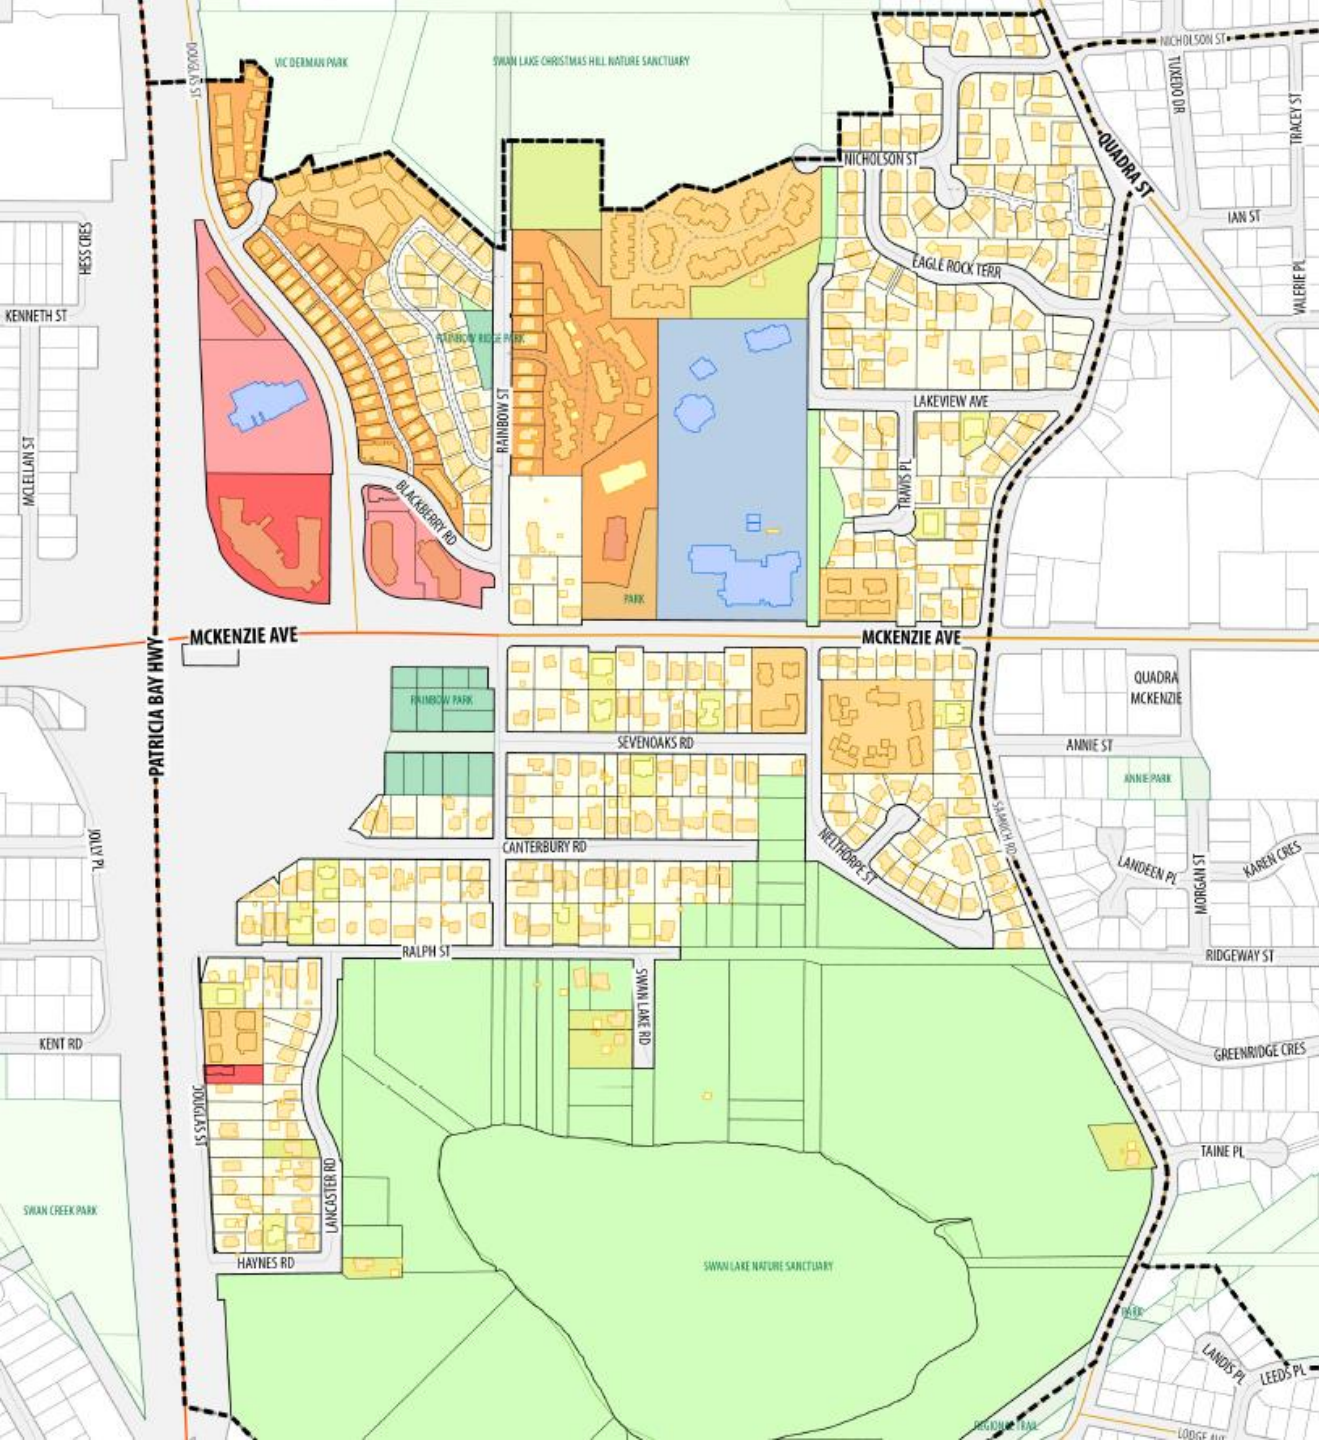 DOUGLAS ST
VIC DERMAN PARK
SWAN LAKE CHRISTMAS HILL NATURE SANCTUARY
NICHOLSON ST
TUXEDO DR
TRACEY ST
QUADRA ST
NICHOLSON ST
IAN ST
HESS CRES
EAGLE ROCK TERR
VALERIE PL
KENNETH ST
RAINBOW RIDGE PARK
RAINBOW ST
LAKEVIEW AVE
MCLELLAN ST
TRAVIS PL
BLACKBERRY RD
PARK
MCKENZIE AVE
MCKENZIE AVE
PATRICIA BAY HWY
QUADRA
MCKENZIE
RAINBOW PARK
SEVENOAKS RD
ANNIE ST
ANNIE PARK
SAANICH RD
JOLLY PL
CANTERBURY RD
NELTHORPE ST
LANDEEN PL
MORGAN ST
KAREN CRES
RALPH ST
RIDGEWAY ST
SWAN LAKE RD
KENT RD
GREENRIDGE CRES
DOUGLAS ST
TAINE PL
LANCASTER RD
SWAN CREEK PARK
HAYNES RD
SWAN LAKE NATURE SANCTUARY
PARK
LANDIS PL
LEEDS PL
REGIONAL TRAIL
LODGE AVE